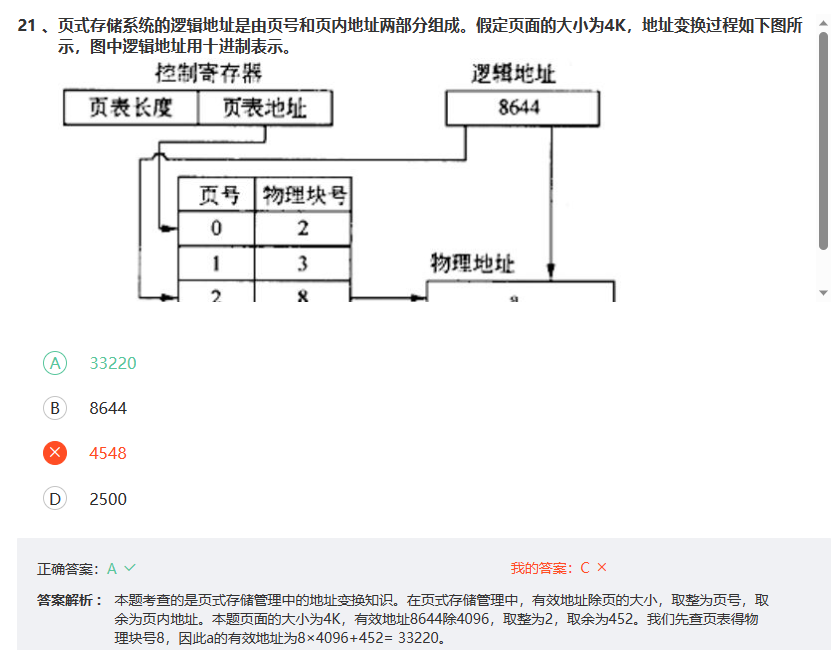 21 、页式存储系统的逻辑地址是由页号和页内地址两部分组成。假定页面的大小为4K，地址变换过程如下图所
示，图中逻辑地址用十进制表示。
控制寄存器 逻辑地址
页表长度 页表地址 8644
页号 物理块号
0 2
1 3
物理地址
2 8 a
A 33220
B 8644
4548
D 2500
正确答案：A 我的答案：C
答案解析： 本题考查的是页式存储管理中的地址变换知识。在页式存储管理中，有效地址除页的大小，取整为页号，取
余为页内地址。本题页面的大小为4K，有效地址8644除4096，取整为2，取余为452。我们先查页表得物
理块号8，因此a的有效地址为8×4096+452= 33220。